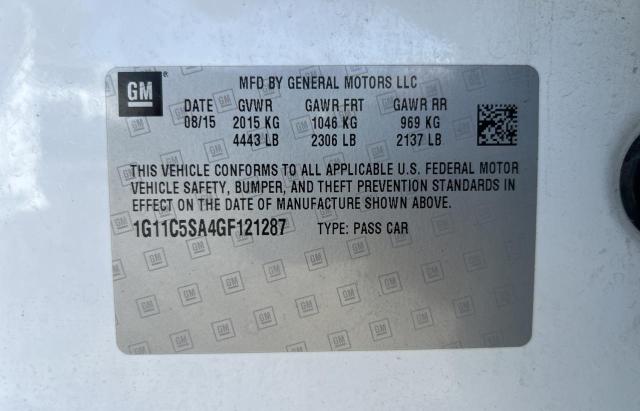 GM ® MFD BY GENERAL MOTORS LLC
DATE GVWR GAWR FRT GAWR RR
08/15 2015 KG 1046 KG 969 KG
4443 LB 2306 LB 2137 LB
THIS VEHICLE CONFORMS TO ALL APPLICABLE U.S. FEDERAL MOTOR
VEHICLE SAFETY, BUMPER, AND THEFT PREVENTION STANDARDS IN
EFFECT ON THE DATE OF MANUFACTURE SHOWN ABOVE.
1G11C5SA4GF121287 TYPE: PASS CAR